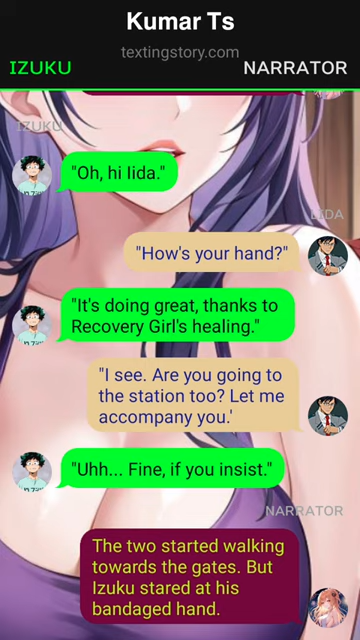 Kumar Ts
textingstory.com
IZUKU
NARRATOR
IZUKU
"Oh, hi Iida."
IIDA
"How's your hand?"
"It's doing great, thanks to
Recovery Girl's healing."
"I see. Are you going to
the station too? Let me
accompany you.'
"Uhh... Fine, if you insist."
NARRATOR
The two started walking
towards the gates. But
Izuku stared at his
bandaged hand.